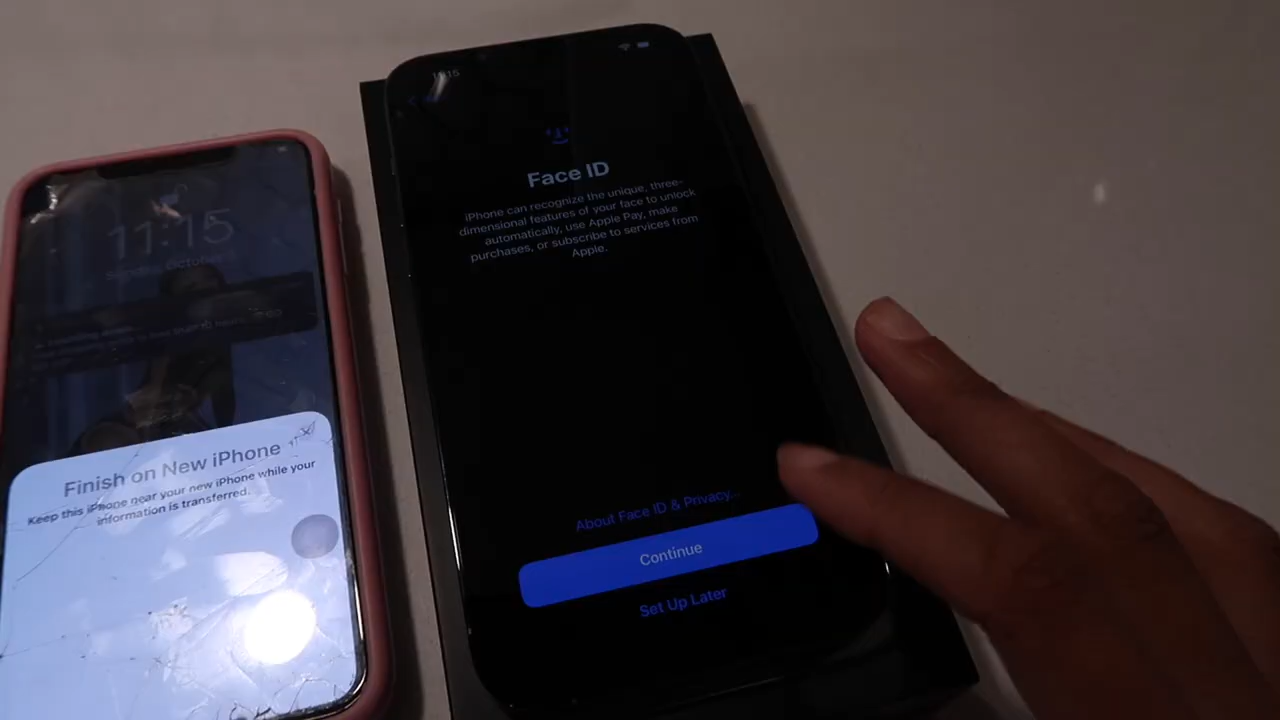 11:15
Finish on New iPhone
Keep this iPhone near your new iPhone while your
information is transferred.
Face ID
iPhone can recognize the unique, three-
dimensional features of your face to unlock
automatically, use Apple Pay, make
purchases, or subscribe to services from
Apple.
About Face ID & Privacy...
Continue
Set Up Later